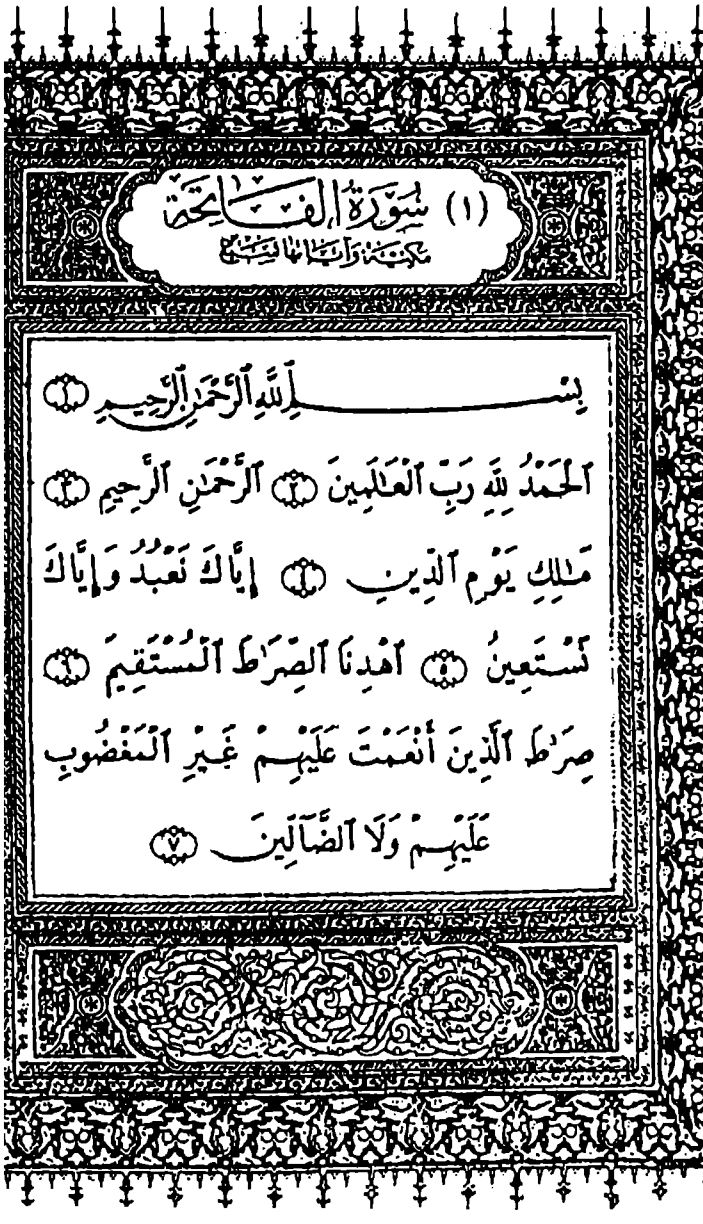 (١) سُورَةُ الْفَاتِحَة
مَكِّيَّة وَآيَاتُهَا سَبْعٌ
بِسْمِ ٱللَّهِ ٱلرَّحْمَٰنِ ٱلرَّحِيمِ ١
ٱلْحَمْدُ لِلَّهِ رَبِّ ٱلْعَٰلَمِينَ ٢ ٱلرَّحْمَٰنِ ٱلرَّحِيمِ ٣
مَٰلِكِ يَوْمِ ٱلدِّينِ ٤ إِيَّاكَ نَعْبُدُ وَإِيَّاكَ
نَسْتَعِينُ ٥ ٱهْدِنَا ٱلصِّرَٰطَ ٱلْمُسْتَقِيمَ ٦
صِرَٰطَ ٱلَّذِينَ أَنْعَمْتَ عَلَيْهِمْ غَيْرِ ٱلْمَغْضُوبِ
عَلَيْهِمْ وَلَا ٱلضَّآلِّينَ ٧